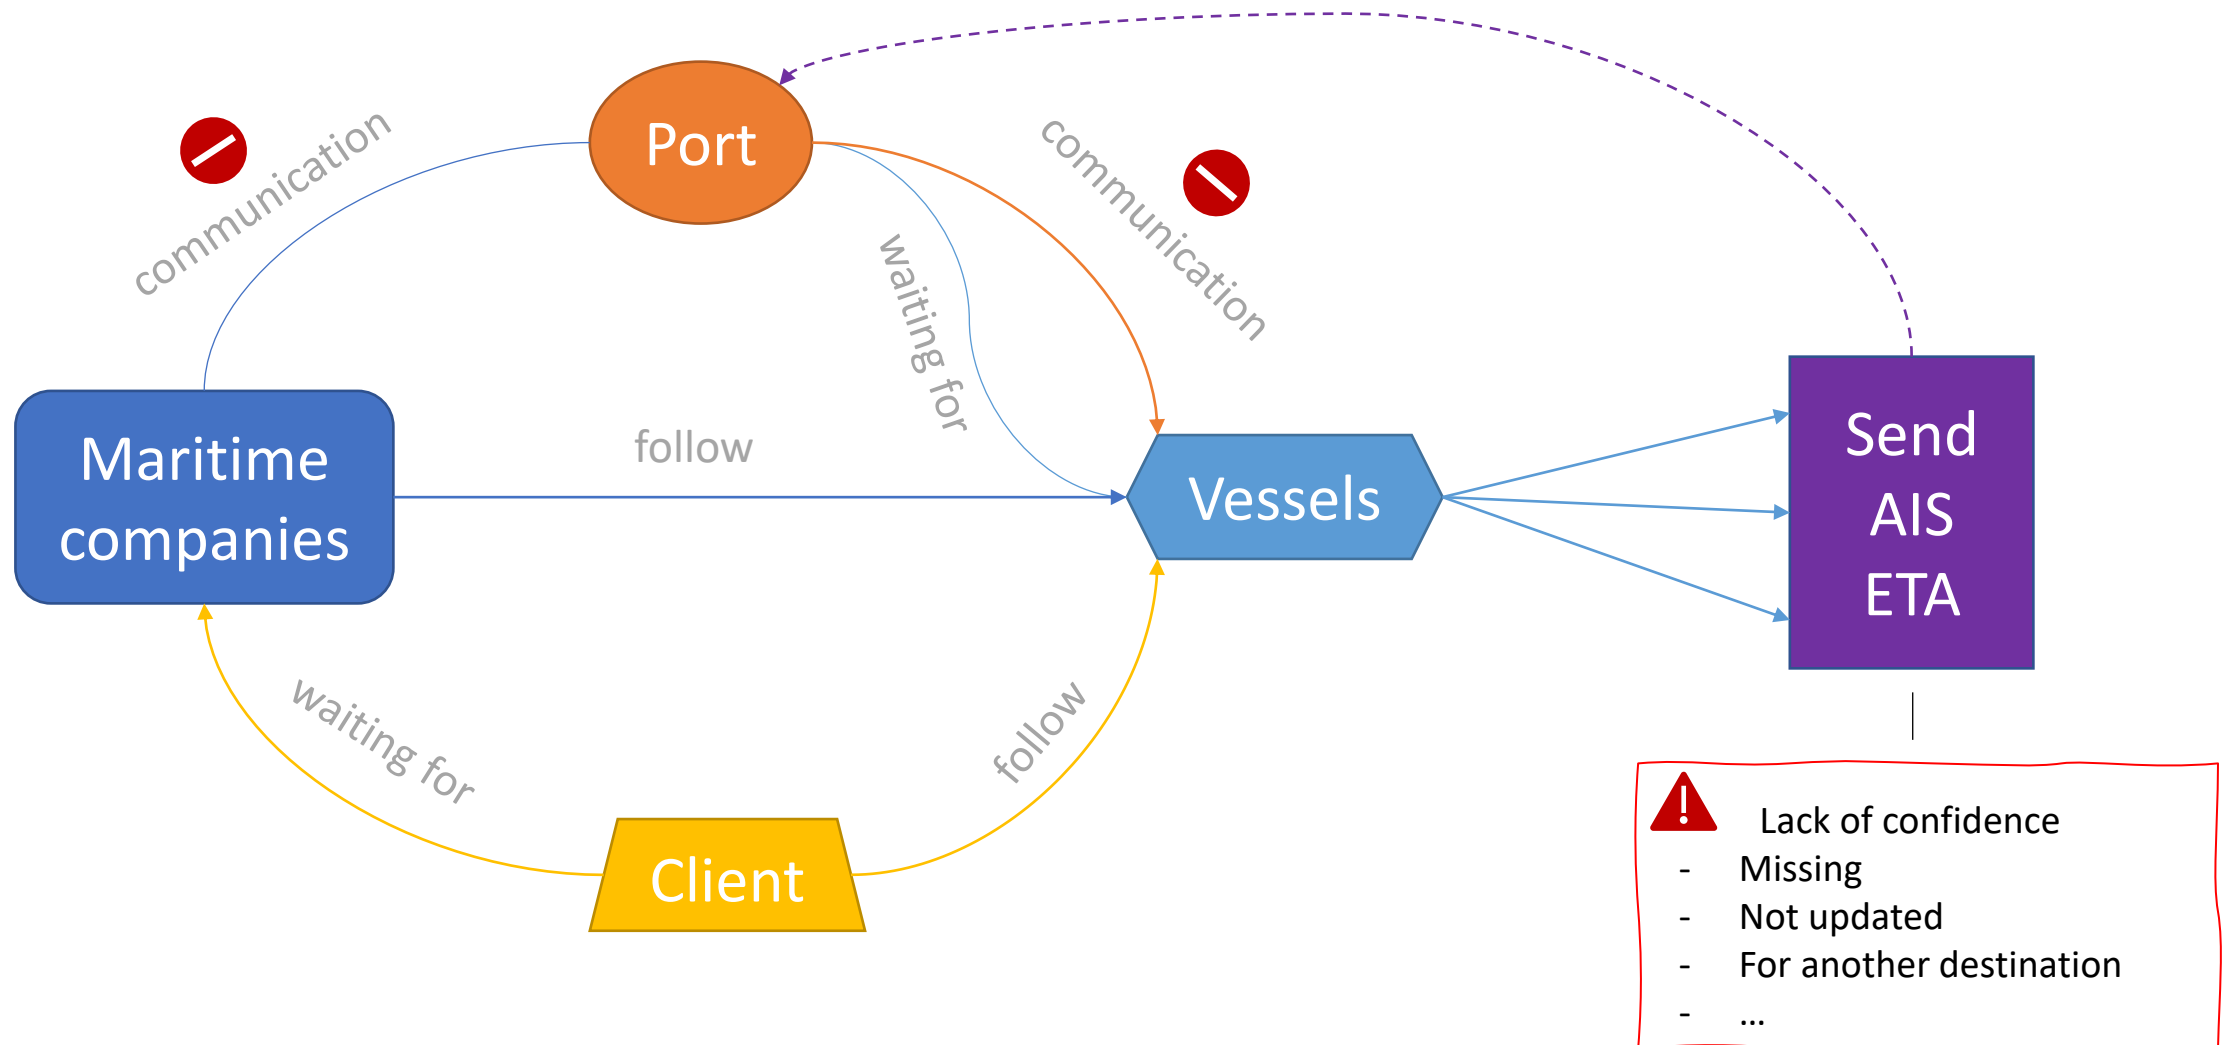 Port
communication
communication
waiting for
Maritime
companies
follow
Vessels
Send
AIS
ETA
waiting for
follow
Client
Lack of confidence
- Missing
- Not updated
- For another destination
- …